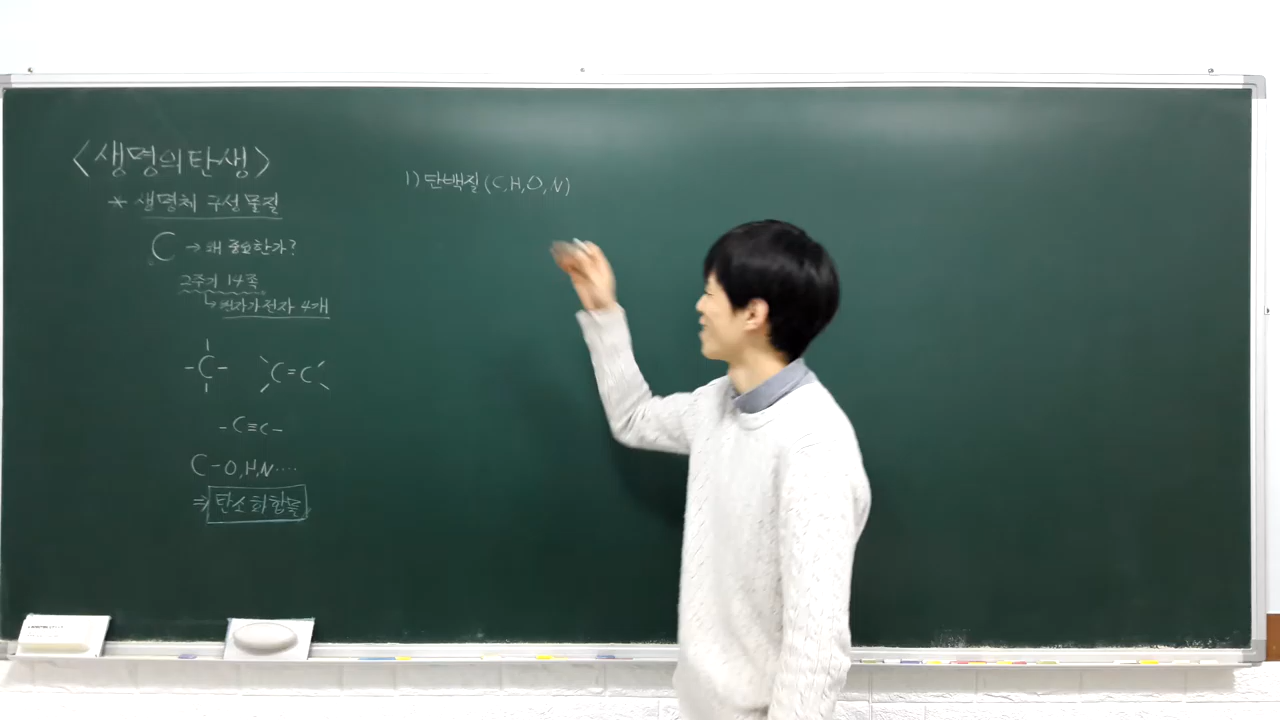 <생명의 탄생>
* 생명체 구성 물질
C → 왜 중요한가?
2주기 14족
↳ 원자가 전자 4개
-C-
C=C
-C≡C-
C-O,H,N....
⇒ 탄소 화합물
1) 단백질 (C,H,O,N)